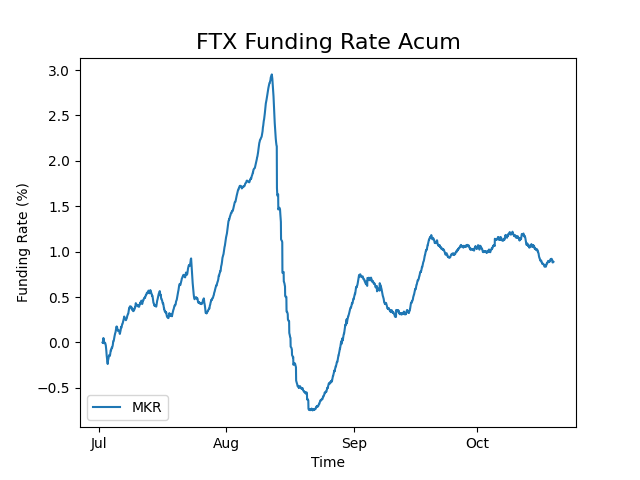 FTX Funding Rate Acum
Funding Rate (%)
3.0
2.5
2.0
1.5
1.0
0.5
0.0
−0.5
MKR
Jul
Aug
Sep
Oct
Time